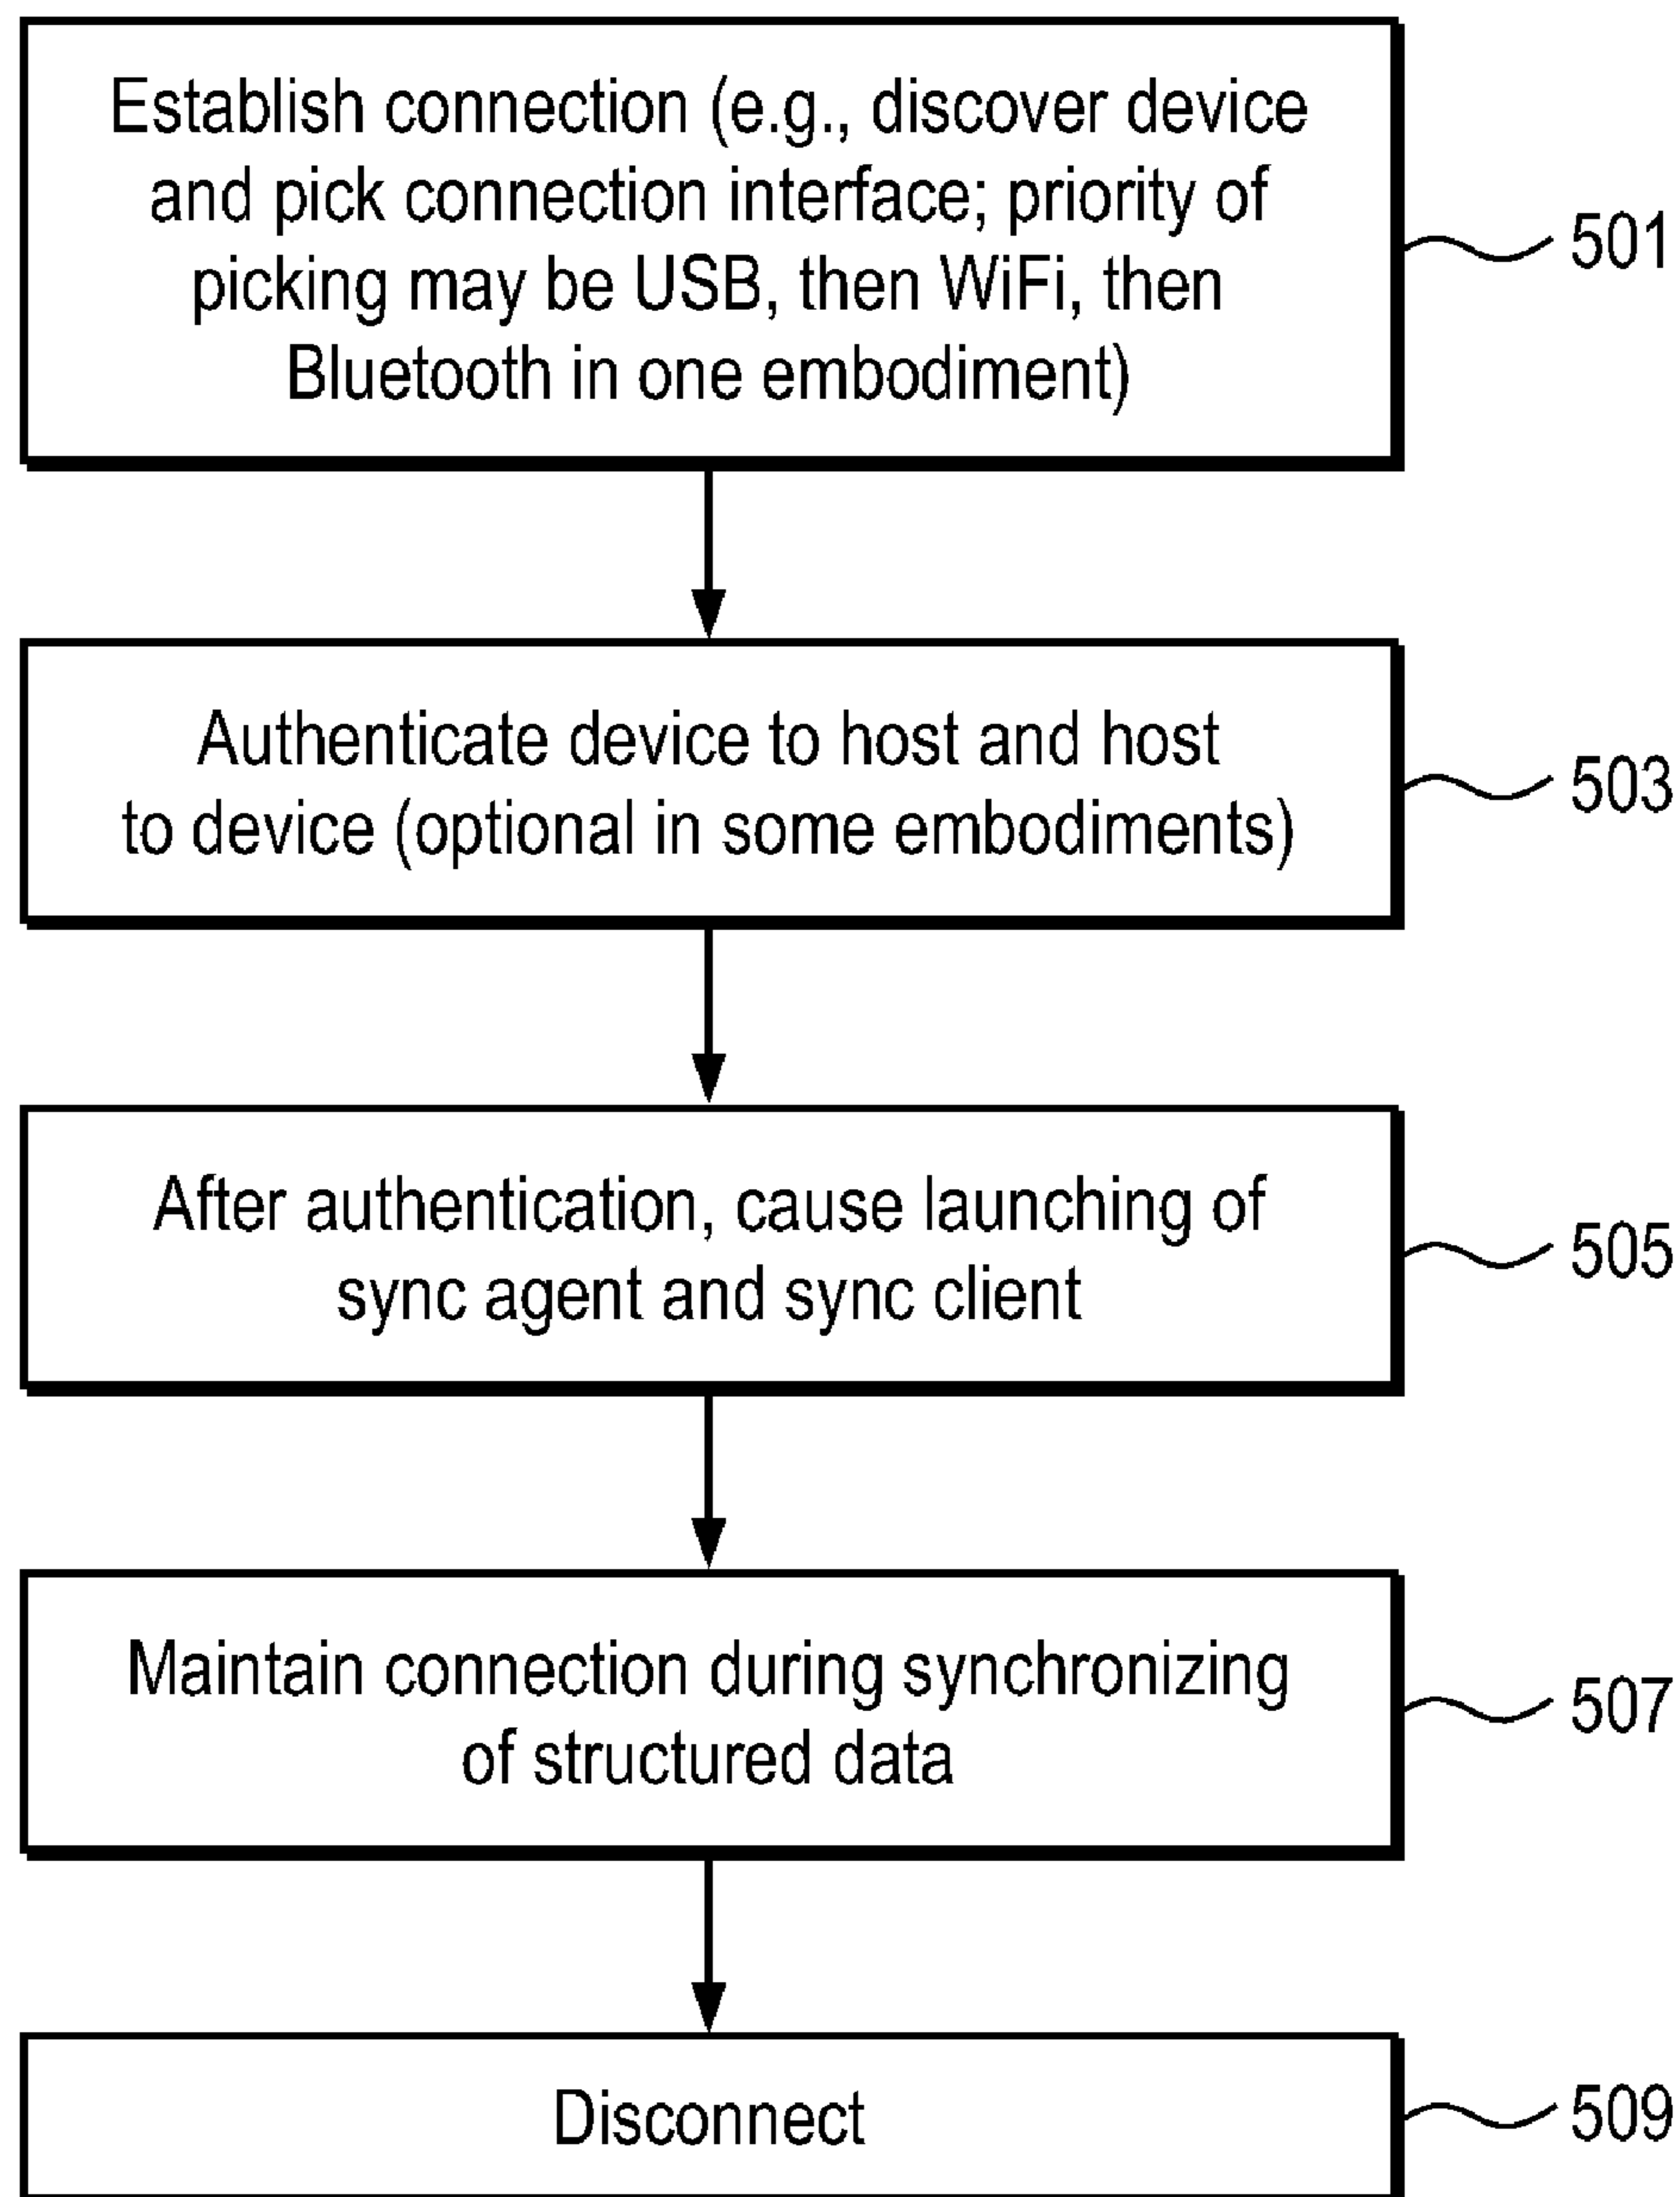 Establish connection (e.g., discover device
and pick connection interface; priority of
picking may be USB, then WiFi, then
Bluetooth in one embodiment)
501
Authenticate device to host and host
to device (optional in some embodiments)
503
After authentication, cause launching of
sync agent and sync client
505
Maintain connection during synchronizing
of structured data
507
Disconnect
509